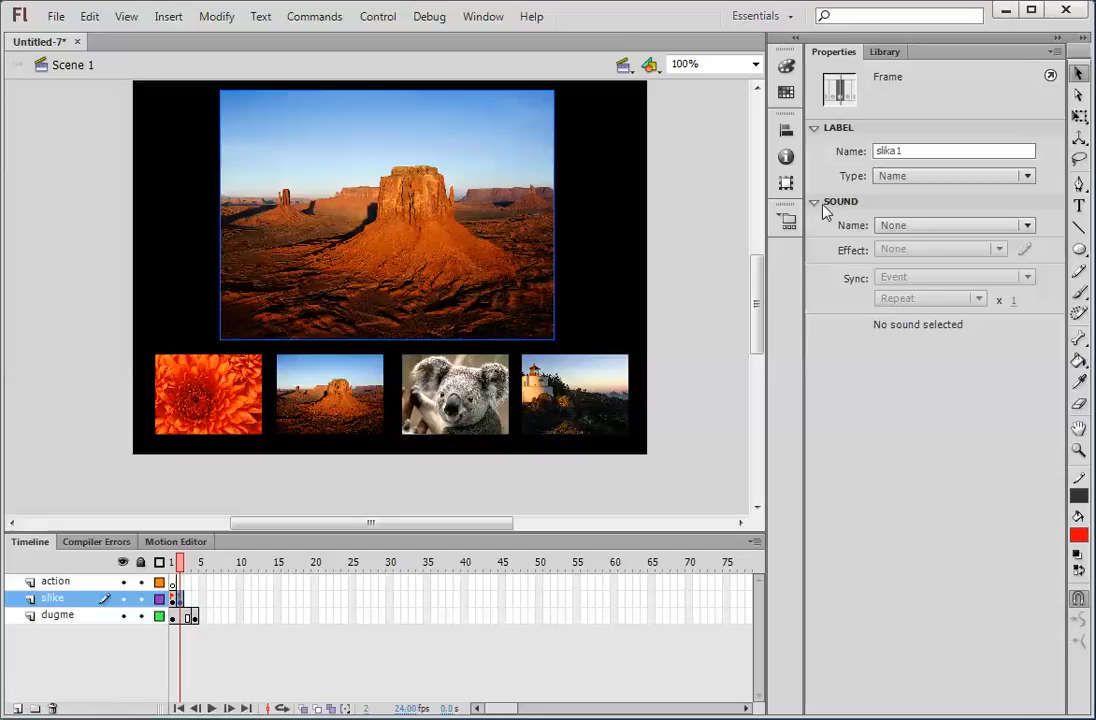 Fl File Edit View Insert Modify Text Commands Control Debug Window Help Essentials
Untitled-7* ×
Scene 1 100%
Properties Library
Frame
LABEL
Name: slika1
Type: Name
SOUND
Name: None
Effect: None
Sync: Event
Repeat x 1
No sound selected
Timeline Compiler Errors Motion Editor
1 5 10 15 20 25 30 35 40 45 50 55 60 65 70 75
action
slike
dugme
2 24.00 fps 0.0 s